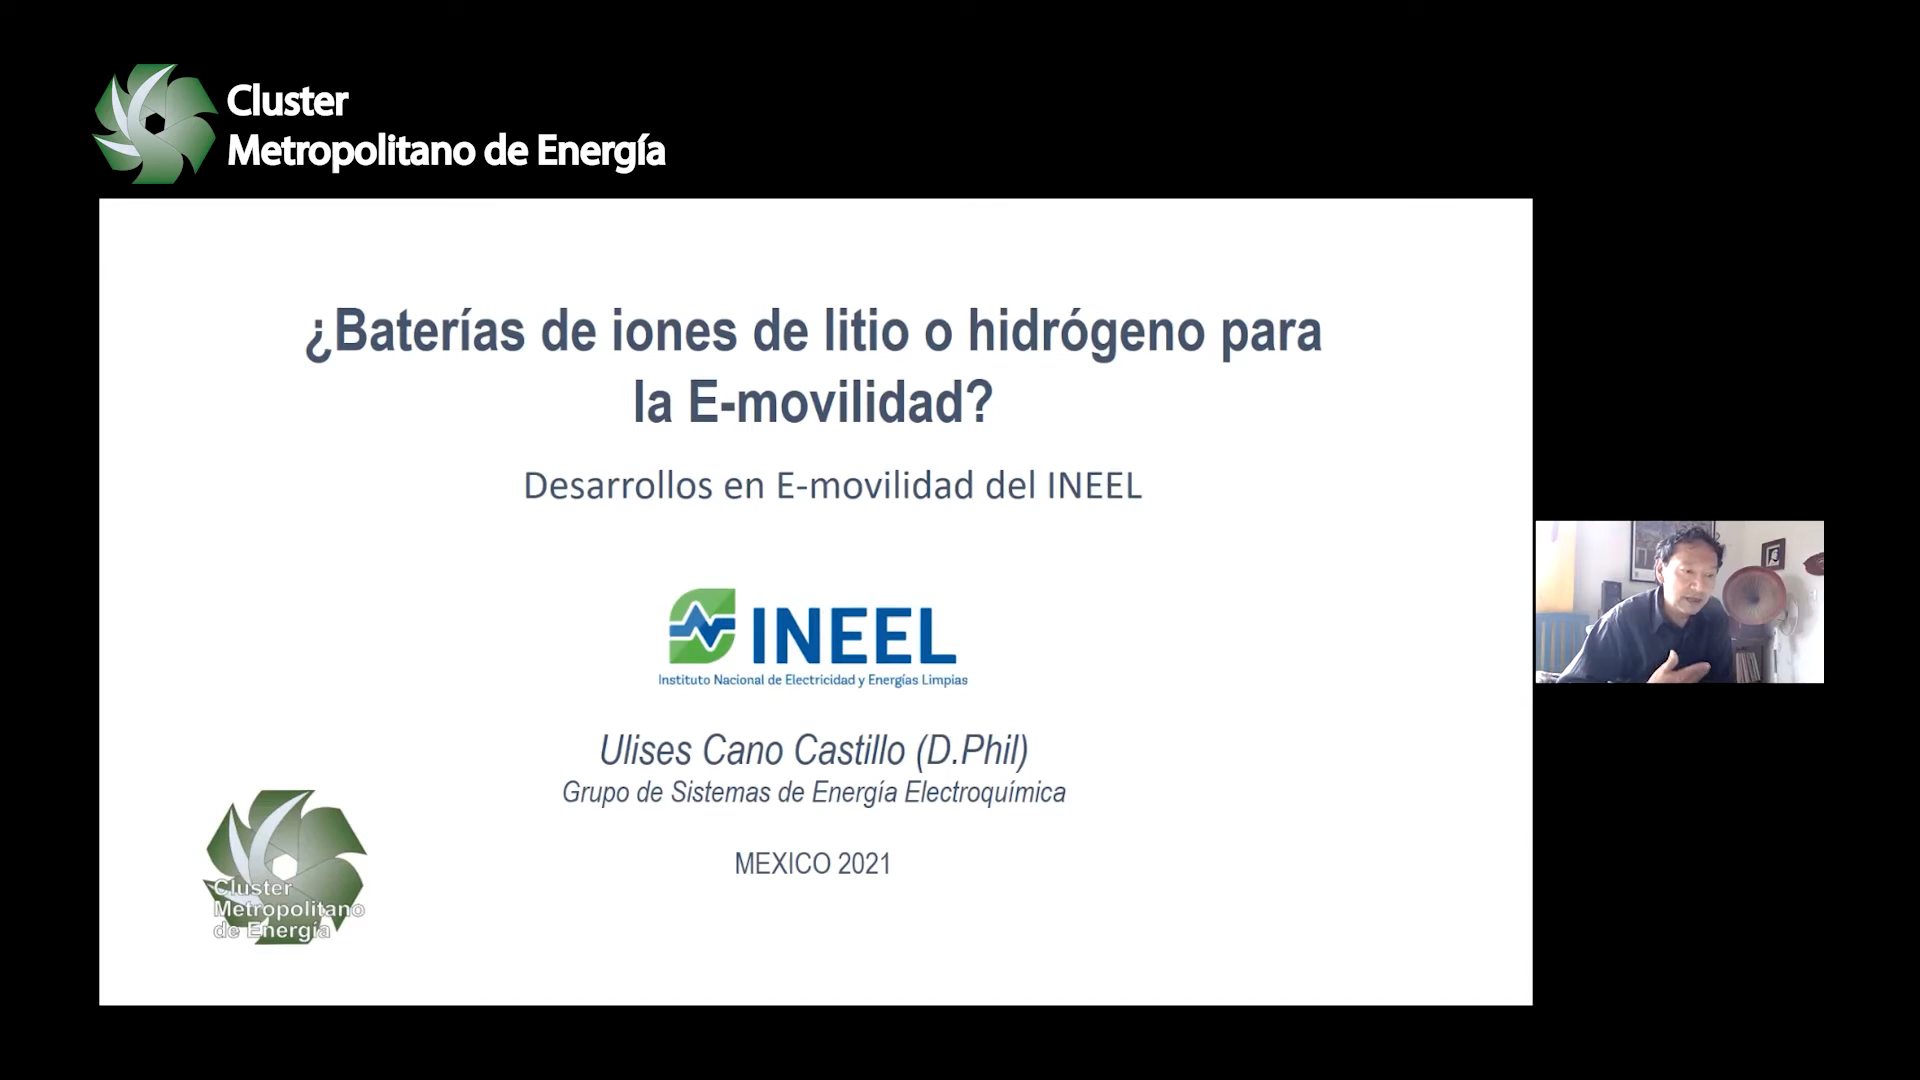 Cluster
Metropolitano de Energía
¿Baterías de iones de litio o hidrógeno para
la E-movilidad?
Desarrollos en E-movilidad del INEEL
INEEL
Instituto Nacional de Electricidad y Energías Limpias
Ulises Cano Castillo (D.Phil)
Grupo de Sistemas de Energía Electroquímica
MEXICO 2021
Cluster
Metropolitano
de Energía